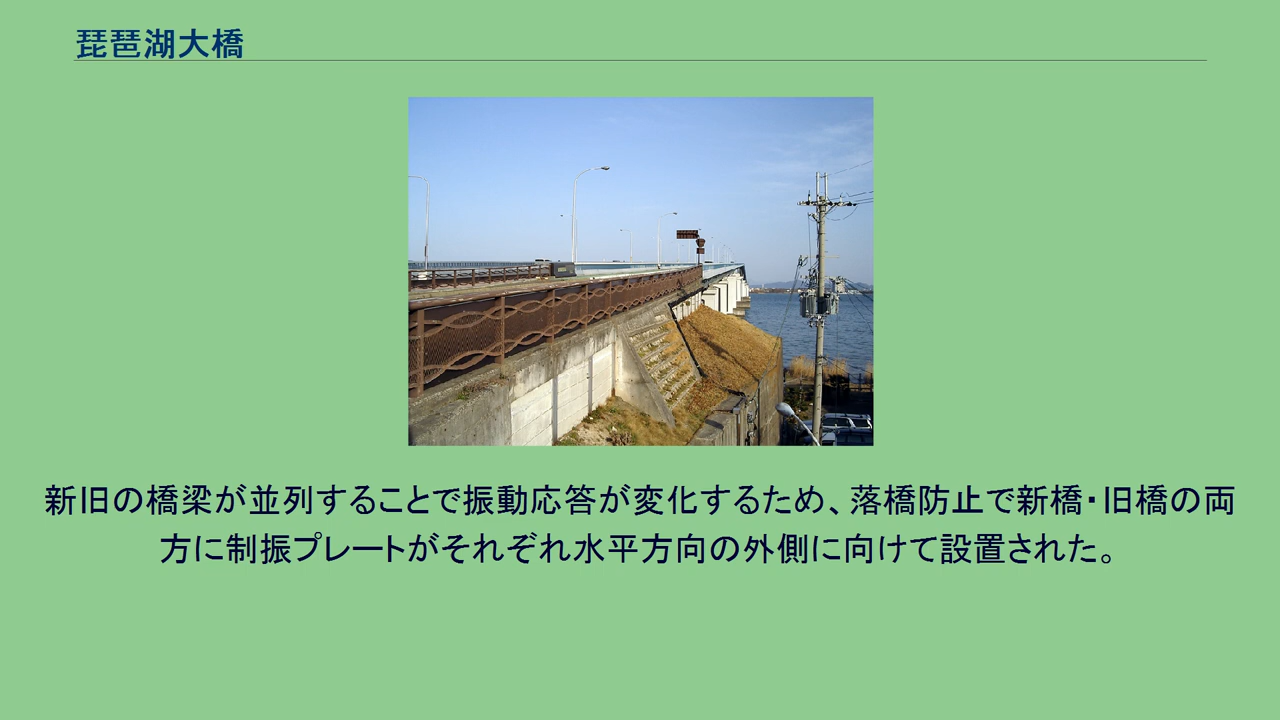 琵琶湖大橋
新旧の橋梁が並列することで振動応答が変化するため、落橋防止で新橋・旧橋の両
方に制振プレートがそれぞれ水平方向の外側に向けて設置された。